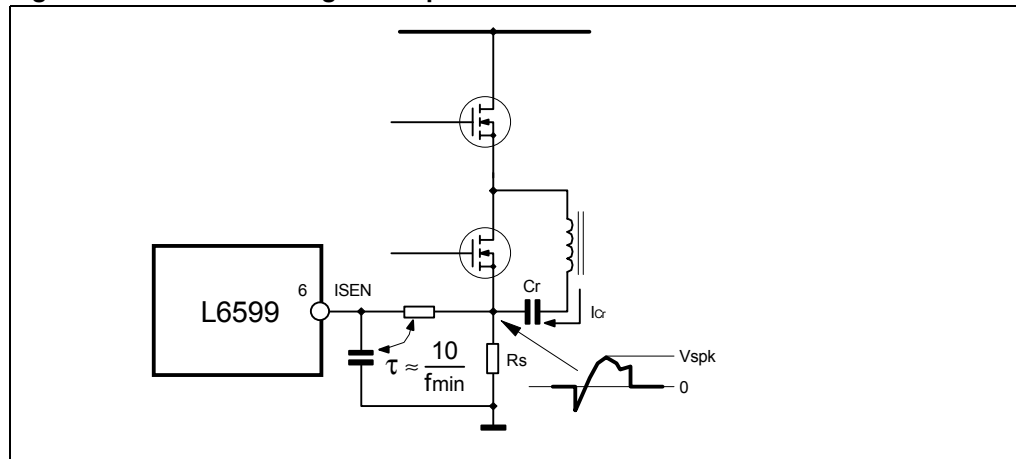 L6599
6
ISEN
τ ≈ 10
fmin
Cr
ICr
Rs
Vspk
0